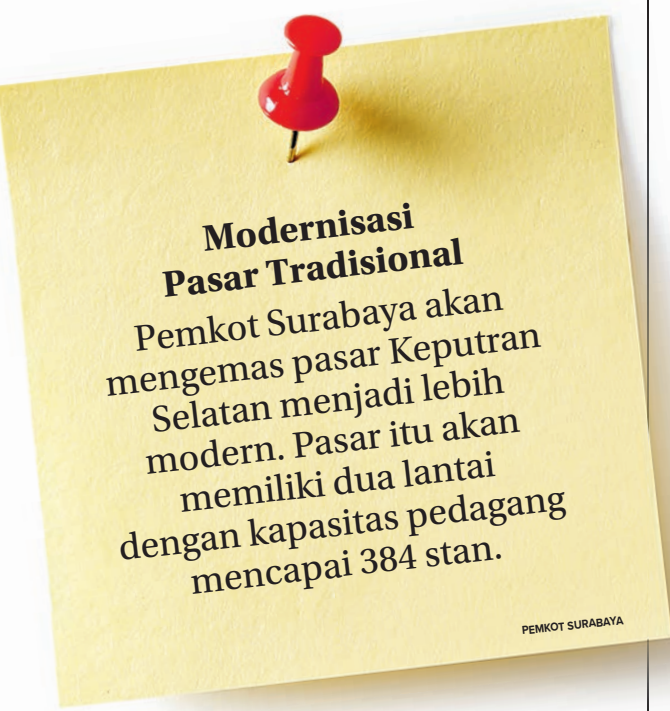 Modernisasi
Pasar Tradisional
Pemkot Surabaya akan
mengemas pasar Keputran
Selatan menjadi lebih
modern. Pasar itu akan
memiliki dua lantai
dengan kapasitas pedagang
mencapai 384 stan.
PEMKOT SURABAYA